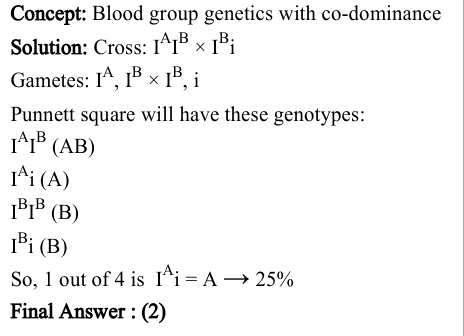 Concept: Blood group genetics with co-dominance
Solution: Cross: IᴬIᴮ × Iᴮi
Gametes: Iᴬ, Iᴮ × Iᴮ, i
Punnett square will have these genotypes:
IᴬIᴮ (AB)
Iᴬi (A)
IᴮIᴮ (B)
Iᴮi (B)
So, 1 out of 4 is Iᴬi = A → 25%
Final Answer : (2)